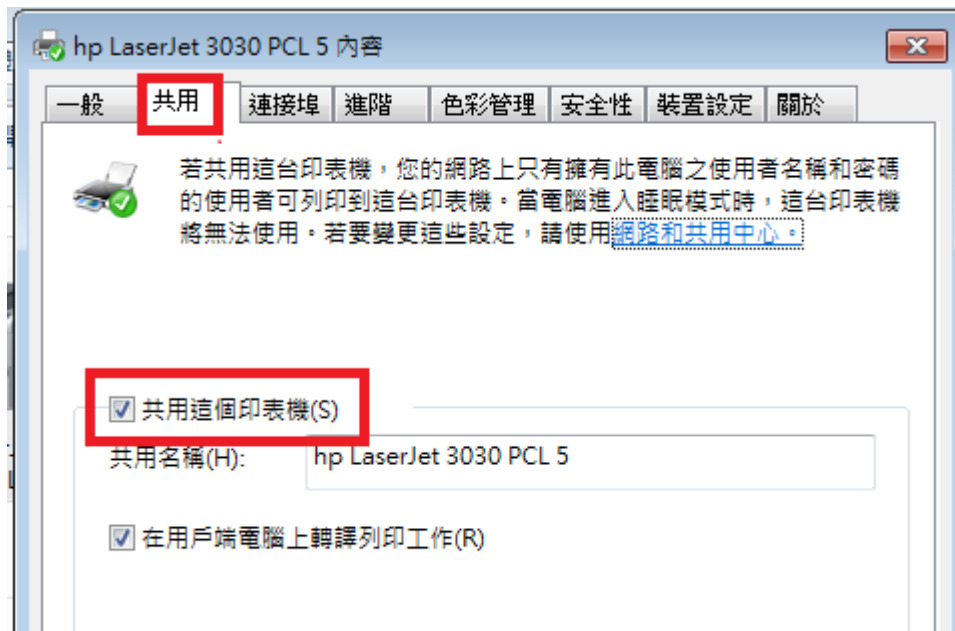 hp LaserJet 3030 PCL 5 內容
一般 共用 連接埠 進階 色彩管理 安全性 裝置設定 關於
若共用這台印表機，您的網路上只有擁有此電腦之使用者名稱和密碼
的使用者可列印到這台印表機。當電腦進入睡眠模式時，這台印表機
將無法使用。若要變更這些設定，請使用網路和共用中心。
共用這個印表機(S)
共用名稱(H): hp LaserJet 3030 PCL 5
在用戶端電腦上轉譯列印工作(R)